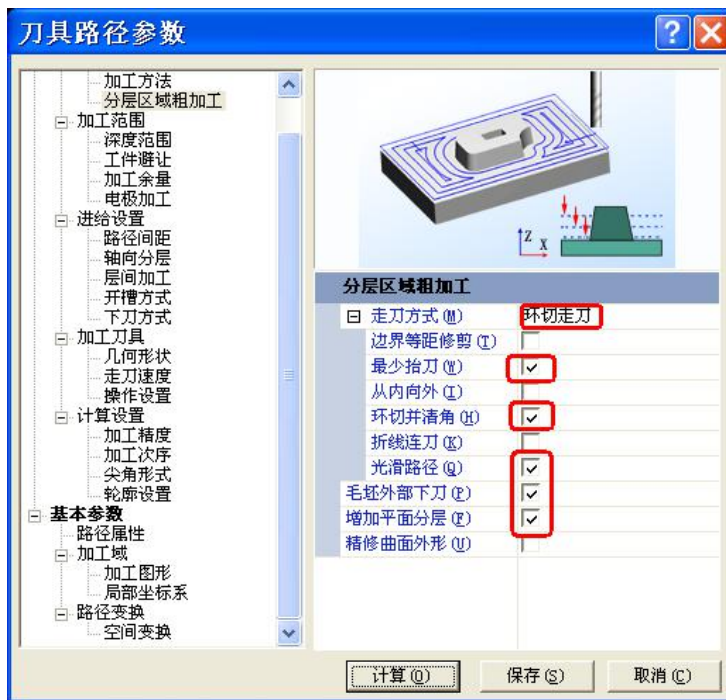 刀具路径参数
加工方法
分层区域粗加工
加工范围
深度范围
工件避让
加工余量
电极加工
进给设置
路径间距
轴向分层
层间加工
开槽方式
下刀方式
加工刀具
几何形状
走刀速度
操作设置
计算设置
加工精度
加工次序
尖角形式
轮廓设置
基本参数
路径属性
加工域
加工图形
局部坐标系
路径变换
空间变换
Z
X
分层区域粗加工
走刀方式(M) 环切走刀
边界等距修剪(T)
最少抬刀(W)
从内向外(I)
环切并清角(H)
折线连刀(K)
光滑路径(Q)
毛坯外部下刀(P)
增加平面分层(F)
精修曲面外形(U)
计算(O) 保存(S) 取消(C)